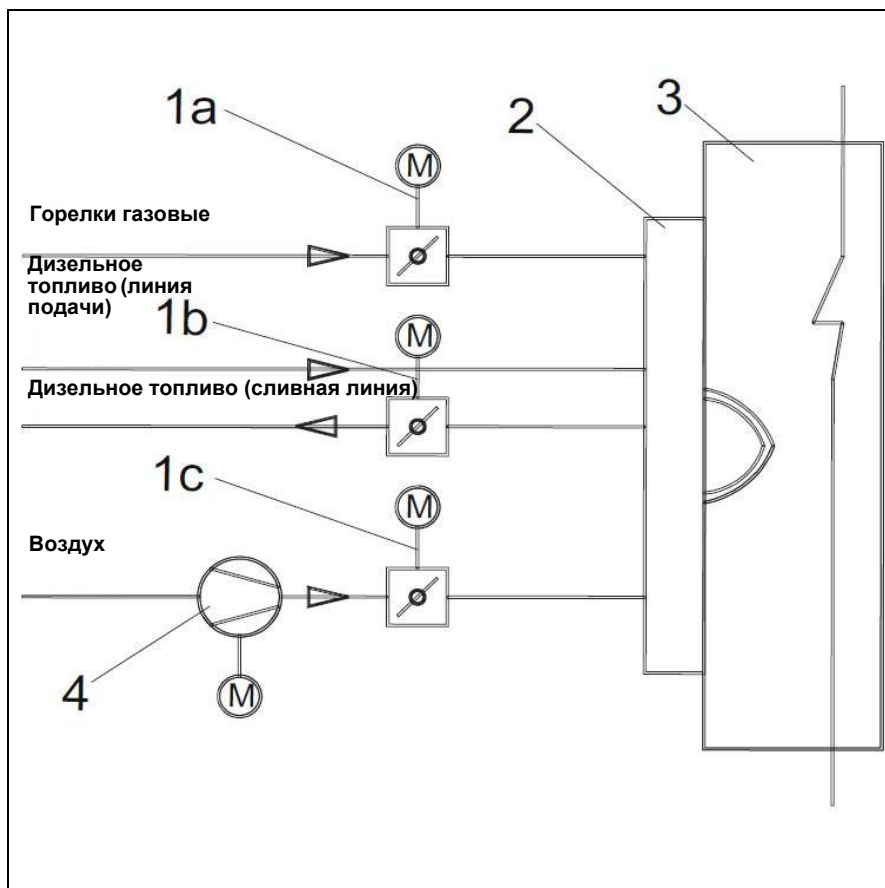 1a
2
3
M
Горелки газовые
Дизельное
топливо (линия
подачи)
1b
M
Дизельное топливо (сливная линия)
1c
M
Воздух
4
M